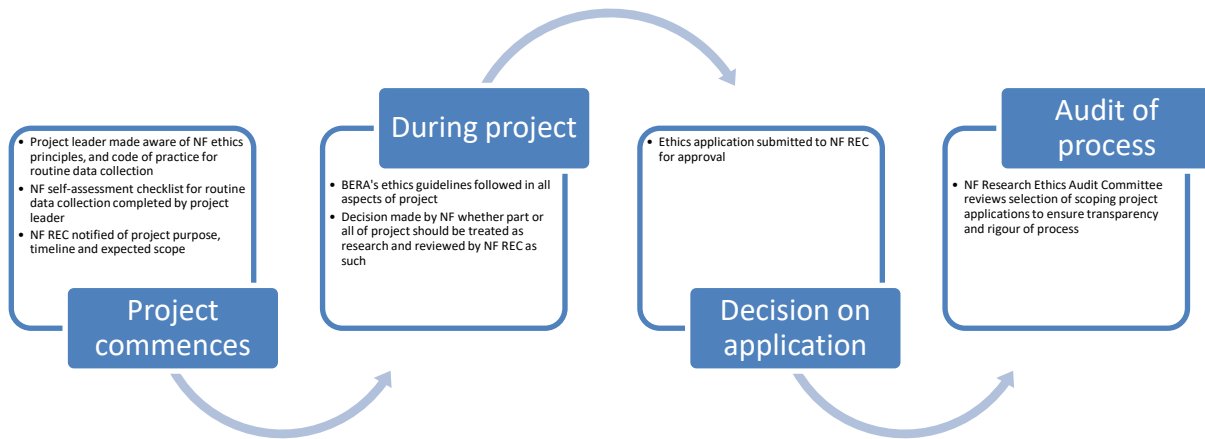 • Project leader made aware of NF ethics
principles, and code of practice for
routine data collection
• NF self-assessment checklist for routine
data collection completed by project
leader
• NF REC notified of project purpose,
timeline and expected scope
Project
commences
During project
• BERA's ethics guidelines followed in all
aspects of project
• Decision made by NF whether part or
all of project should be treated as
research and reviewed by NF REC as
such
• Ethics application submitted to NF REC
for approval
Decision on
application
Audit of
process
• NF Research Ethics Audit Committee
reviews selection of scoping project
applications to ensure transparency
and rigour of process